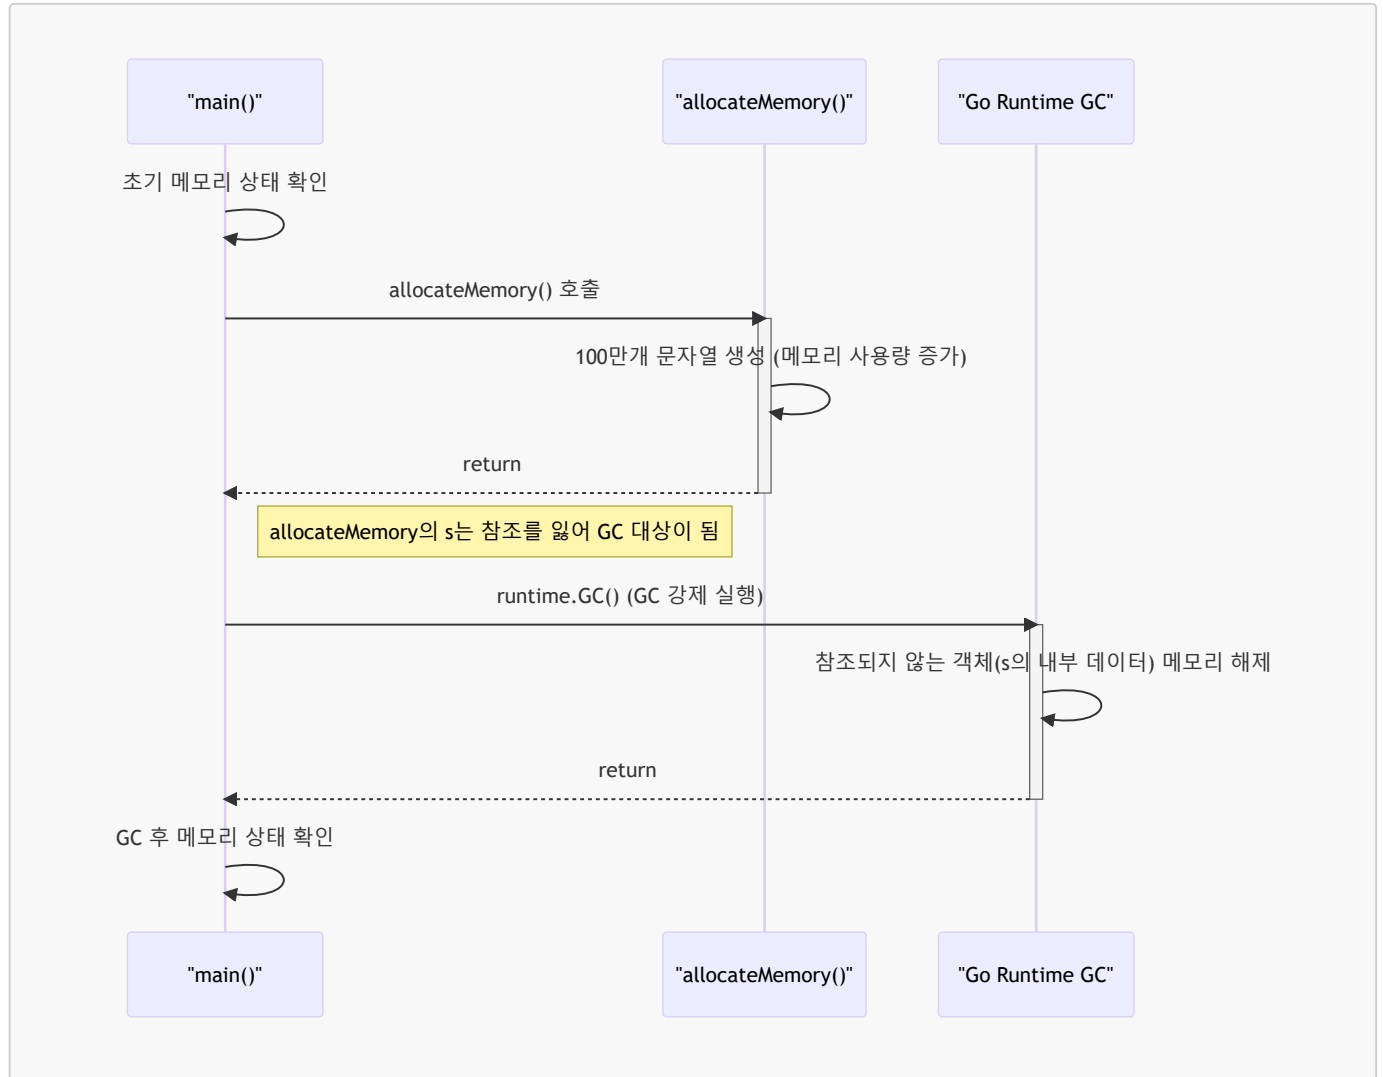 "main()"
"allocateMemory()"
"Go Runtime GC"
초기 메모리 상태 확인
allocateMemory() 호출
100만개 문자열 생성 (메모리 사용량 증가)
return
allocateMemory의 s는 참조를 잃어 GC 대상이 됨
runtime.GC() (GC 강제 실행)
참조되지 않는 객체(s의 내부 데이터) 메모리 해제
return
GC 후 메모리 상태 확인
"main()"
"allocateMemory()"
"Go Runtime GC"